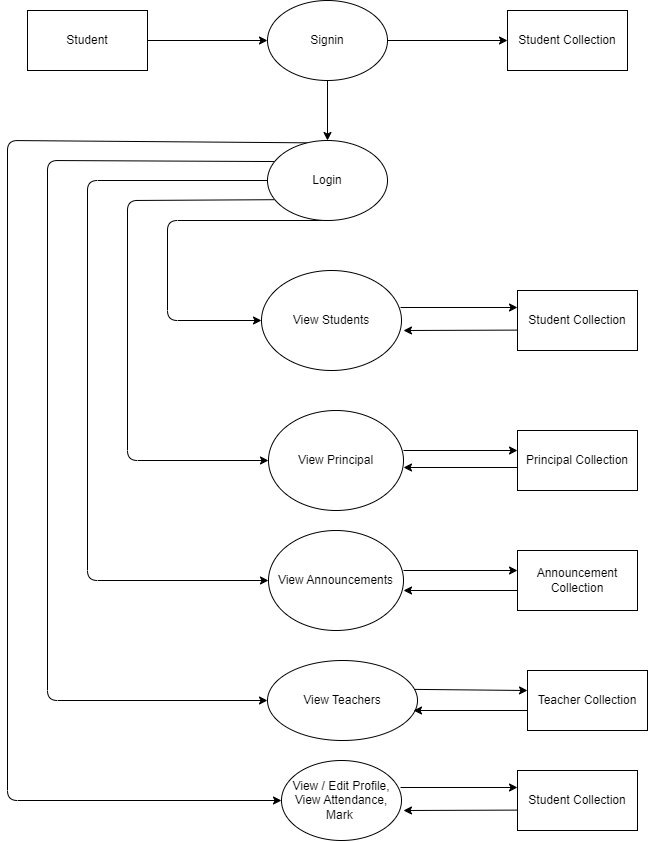 Student
Signin
Student Collection
Login
View Students
Student Collection
View Principal
Principal Collection
View Announcements
Announcement
Collection
View Teachers
Teacher Collection
View / Edit Profile,
View Attendance,
Mark
Student Collection